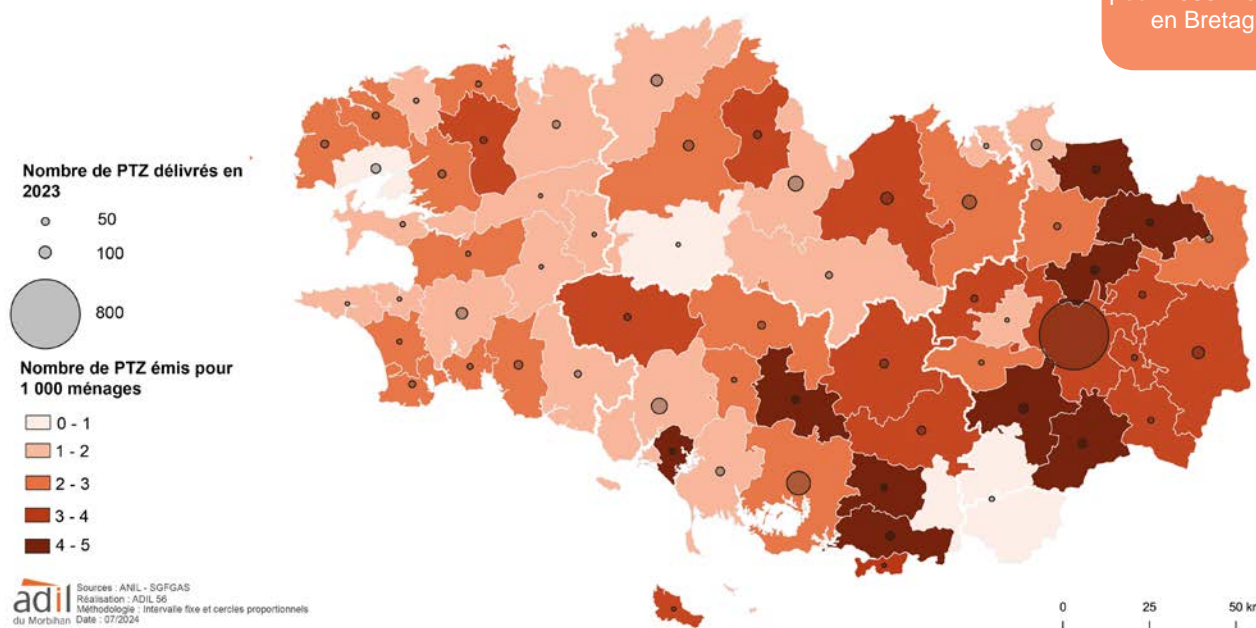 en Bretag
Nombre de PTZ délivrés en
2023
50
100
800
Nombre de PTZ émis pour
1 000 ménages
0 - 1
1 - 2
2 - 3
3 - 4
4 - 5
adil
du Morbihan
Sources : ANIL - SGFGAS
Réalisation : ADIL 56
Méthodologie : Intervalle fixe et cercles proportionnels
Date : 07/2024
0 25 50 km